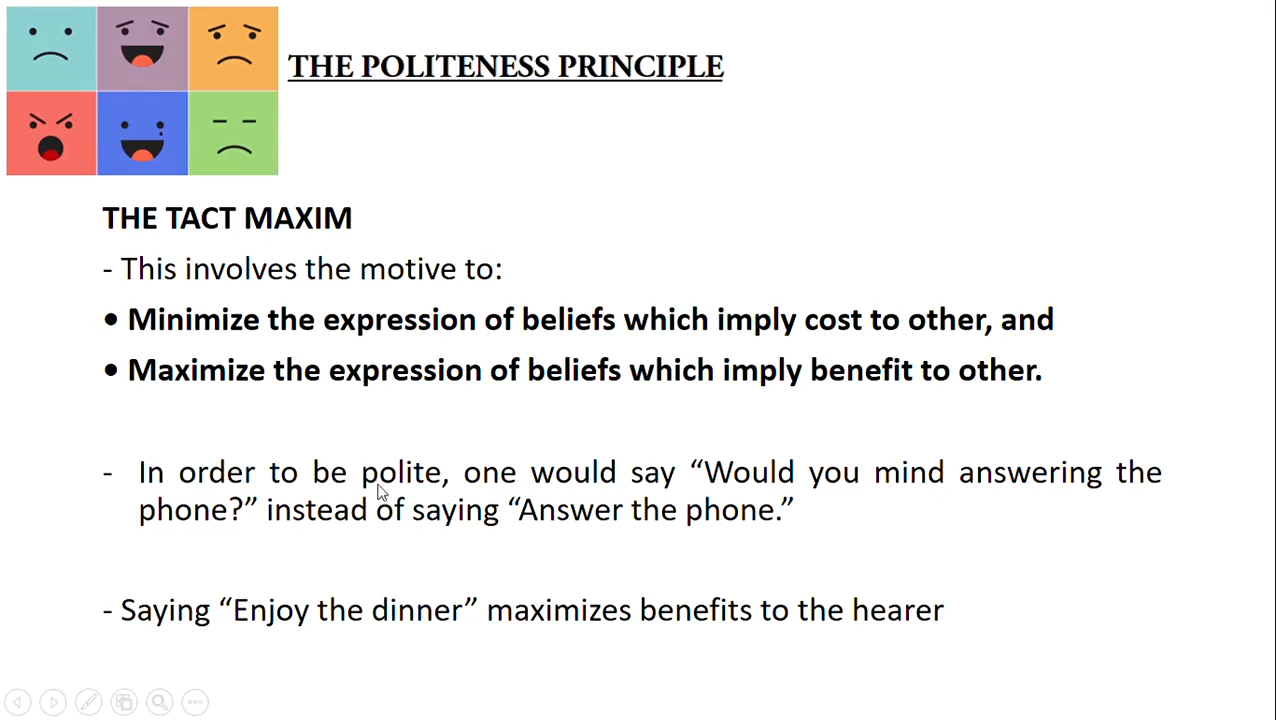 THE POLITENESS PRINCIPLE
THE TACT MAXIM
- This involves the motive to:
• Minimize the expression of beliefs which imply cost to other, and
• Maximize the expression of beliefs which imply benefit to other.
- In order to be polite, one would say “Would you mind answering the
phone?” instead of saying “Answer the phone.”
- Saying “Enjoy the dinner” maximizes benefits to the hearer